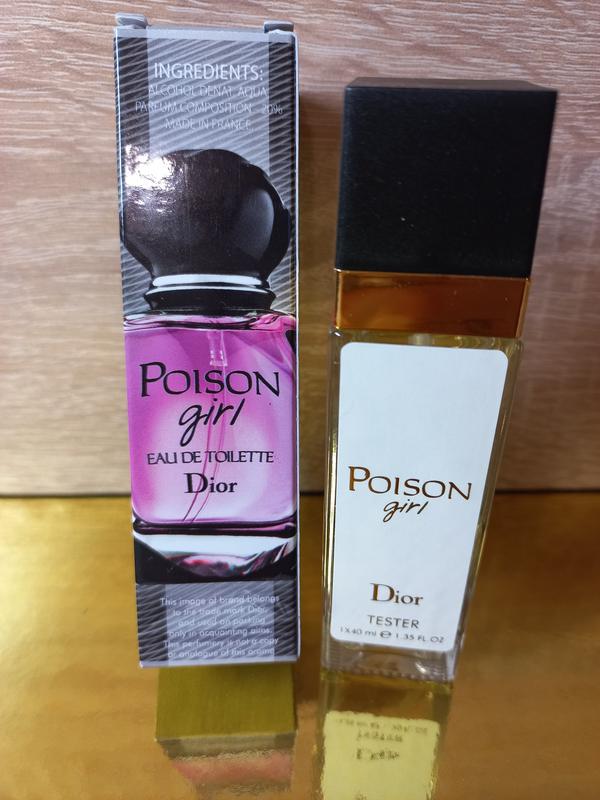 INGREDIENTS:
ALCOHOL DENAT, AQUA,
PARFUM COMPOSITION - 20%
MADE IN FRANCE.
POISON
girl
EAU DE TOILETTE
Dior
This image of brand belongs
to the trade mark Dior
and used on packing
only in acquainting aims.
This perfumery is not a copy
or analogue of this aroma
POISON
girl
Dior
TESTER
1X40 ml e 1.35 FL.OZ